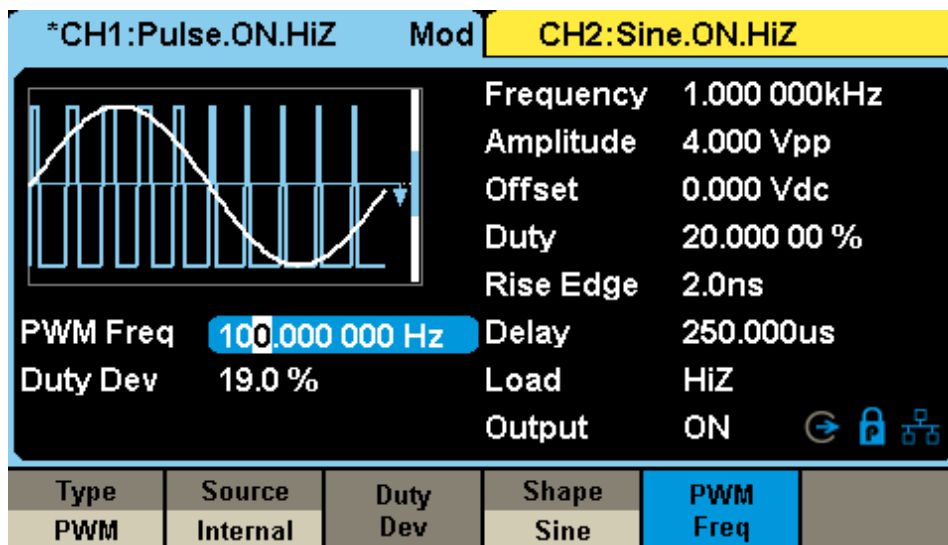 *CH1:Pulse.ON.HiZ Mod CH2:Sine.ON.HiZ
Frequency 1.000 000kHz
Amplitude 4.000 Vpp
Offset 0.000 Vdc
Duty 20.000 00 %
Rise Edge 2.0ns
PWM Freq 100.000 000 Hz Delay 250.000us
Duty Dev 19.0 % Load HiZ
Output ON P
Type Source Duty Shape PWM
PWM Internal Dev Sine Freq